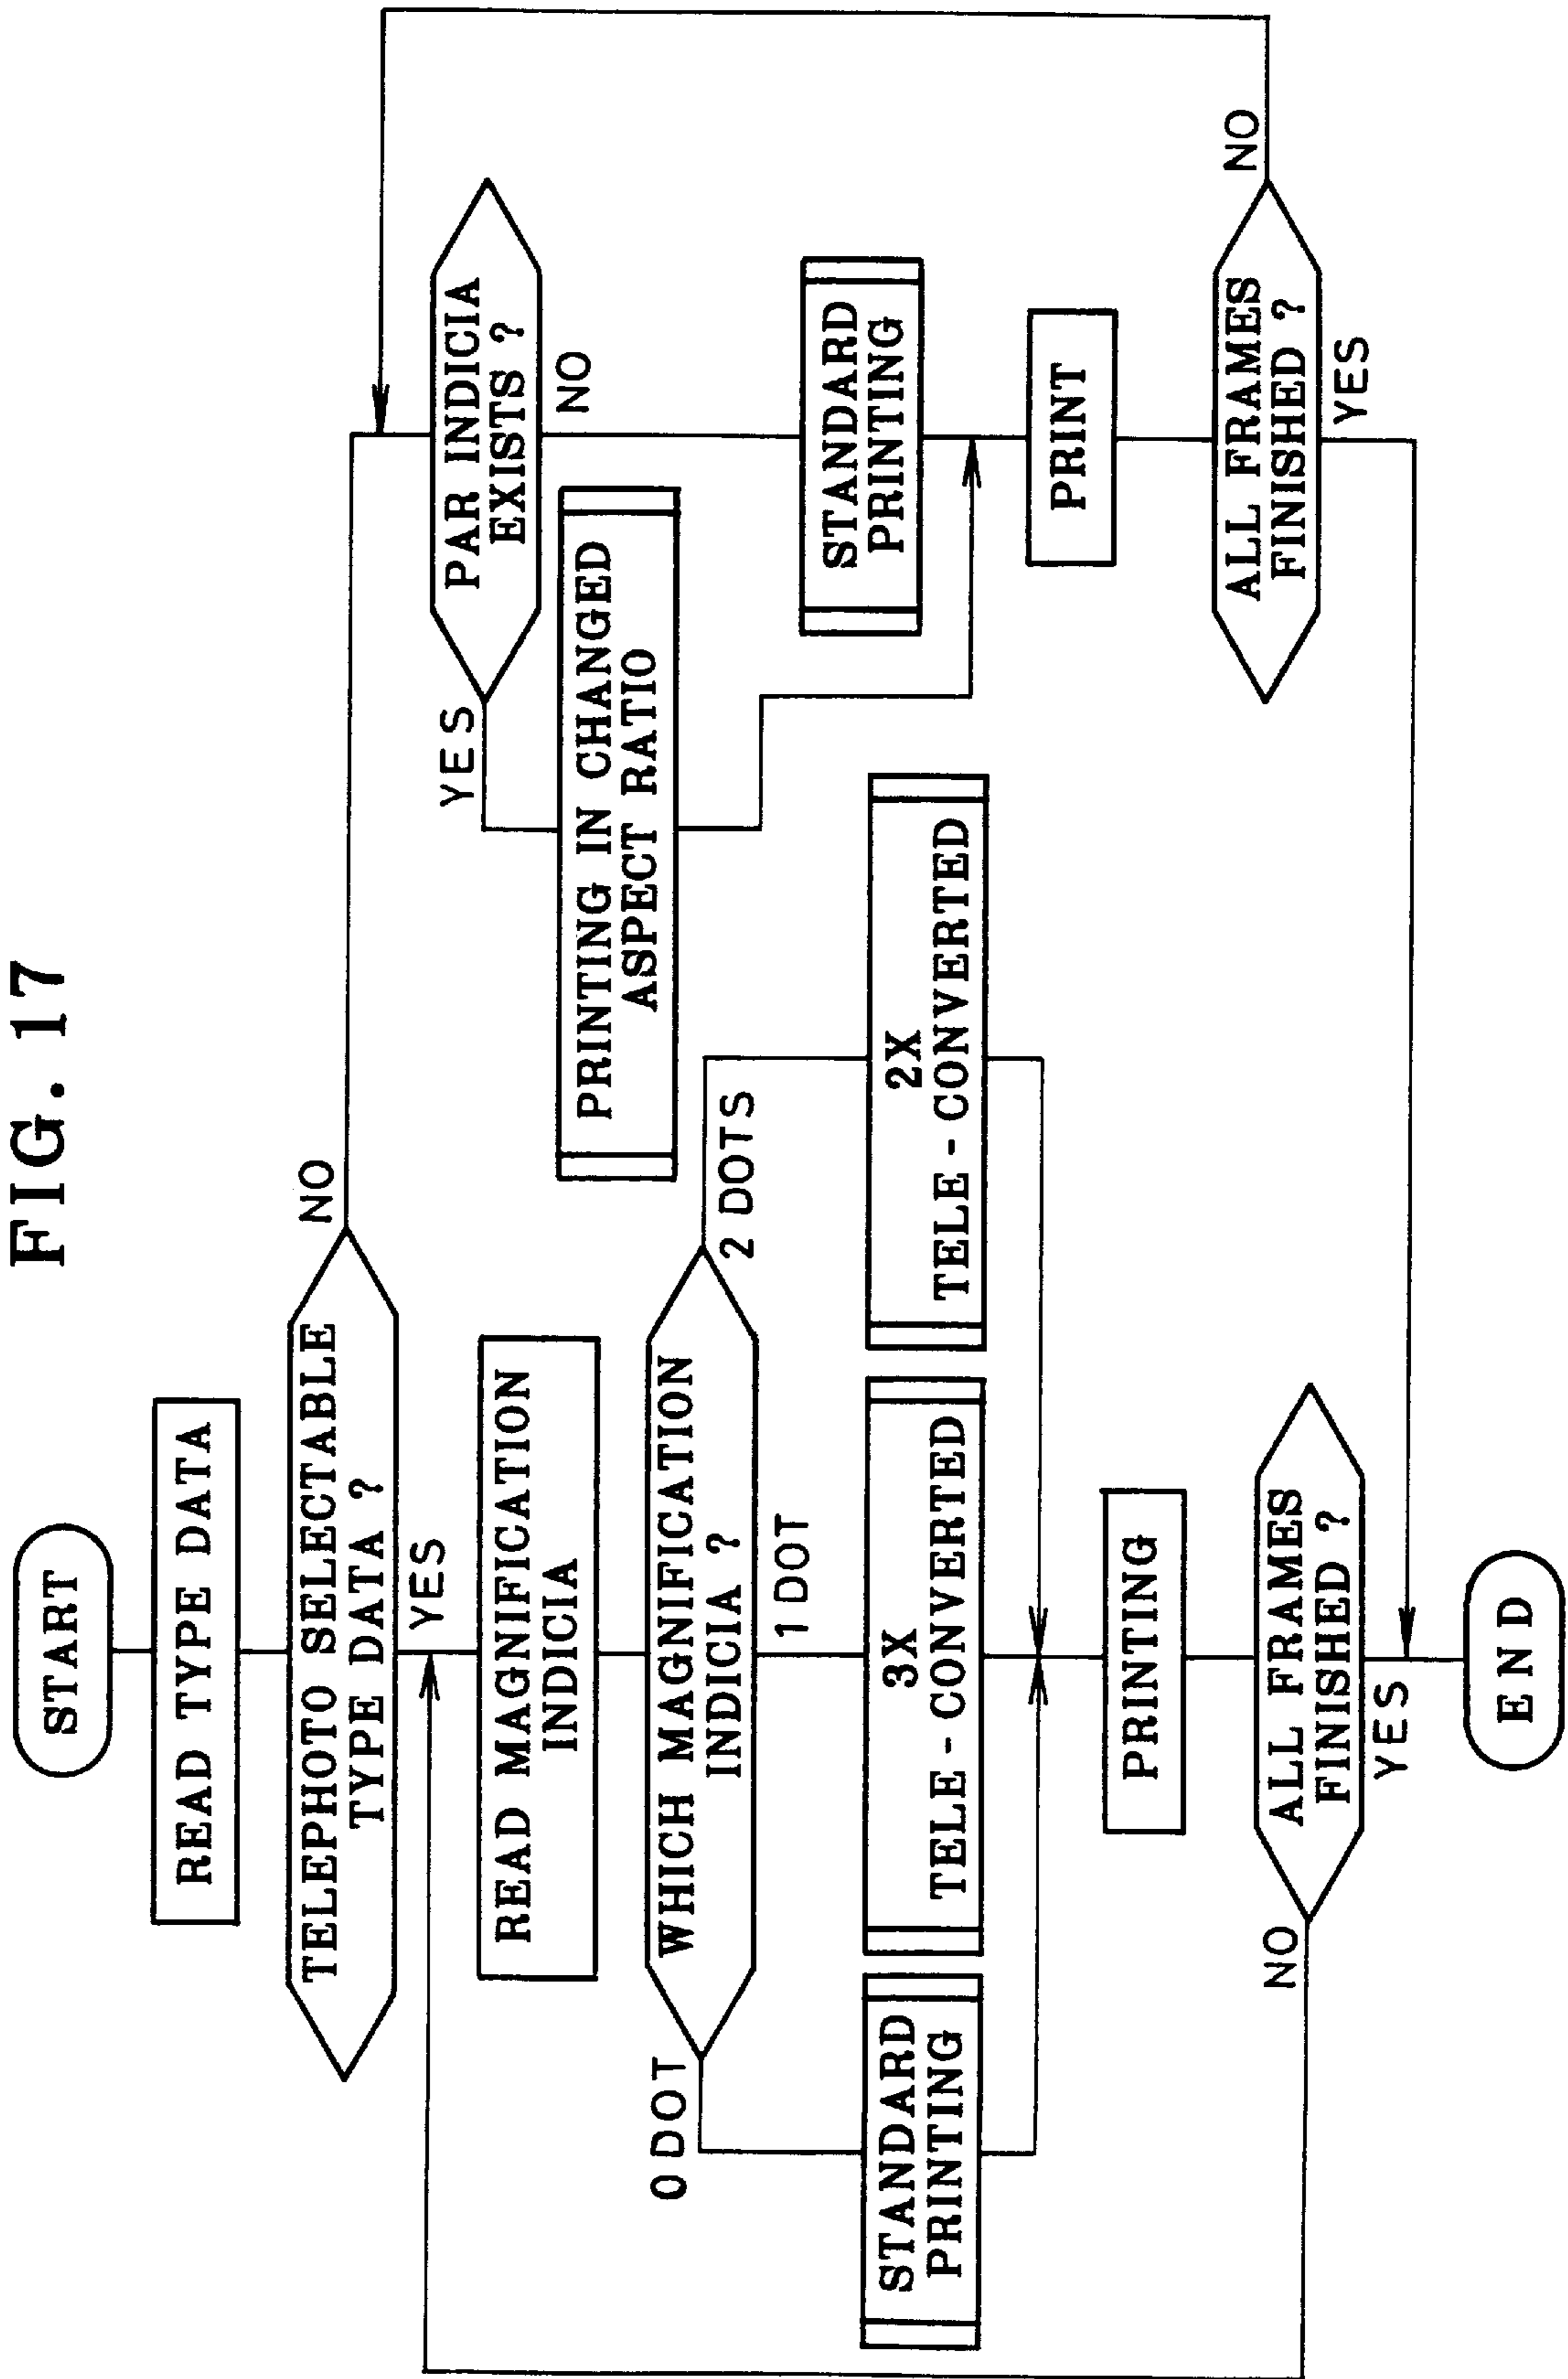 FIG. 17
START
READ TYPE DATA
TELEPHOTO SELECTABLE
TYPE DATA ?
NO
YES
READ MAGNIFICATION
INDICIA
WHICH MAGNIFICATION
INDICIA ?
0 DOT
1 DOT
2 DOTS
STANDARD
PRINTING
3X
TELE-CONVERTED
2X
TELE-CONVERTED
PRINTING
ALL FRAMES
FINISHED ?
NO
YES
END
PAR INDICIA
EXISTS ?
YES
NO
PRINTING IN CHANGED
ASPECT RATIO
STANDARD
PRINTING
PRINT
ALL FRAMES
FINISHED ?
NO
YES